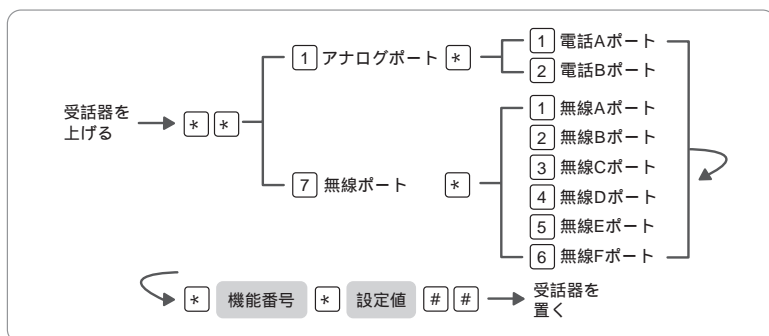 1 電話Aポート
1 アナログポート *
2 電話Bポート
受話器を
上げる
* *
1 無線Aポート
2 無線Bポート
3 無線Cポート
7 無線ポート *
4 無線Dポート
5 無線Eポート
6 無線Fポート
* 機能番号 * 設定値 # #
受話器を
置く